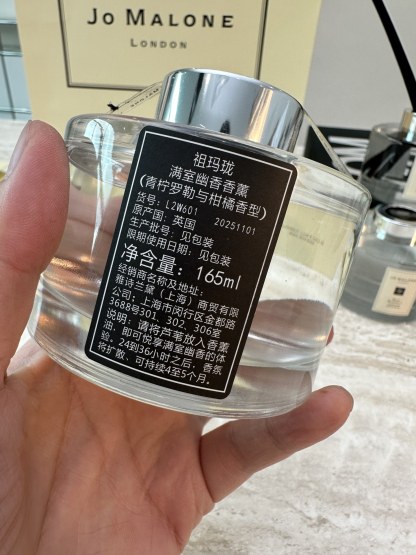 JO MALONE
LONDON
祖玛珑
满室幽香香薰
(青柠罗勒与柑橘香型)
货号: L2W601 20251101
原产国: 英国
生产批号: 见包装
限期使用日期: 见包装
净含量: 165ml
经销商名称及地址:
雅诗兰黛(上海)商贸有限
公司; 上海市闵行区金都路
3688号301, 302, 306室
说明: 请将芦苇放入香薰
油, 即可悦享满室幽香的体
验。24到36小时之后, 香氛
将扩散、可持续4至5个月。